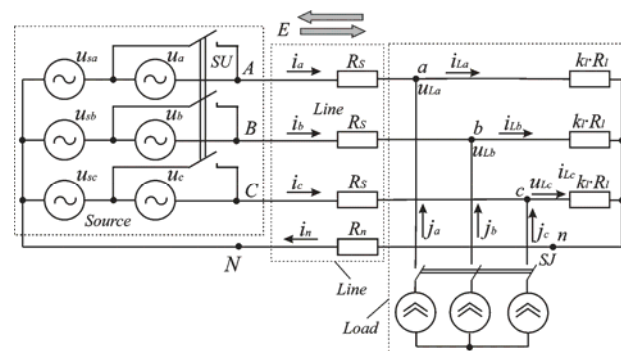 E
u_sa u_a SU A i_a R_S a i_La k_r R_l
u_La
Line
u_sb u_b B i_b R_S b i_Lb k_r R_l
u_Lb
u_sc u_c C i_c R_S c u_Lc i_Lc k_r R_l
Source
i_n R_n j_a j_b j_c n
N SJ
Line
Load